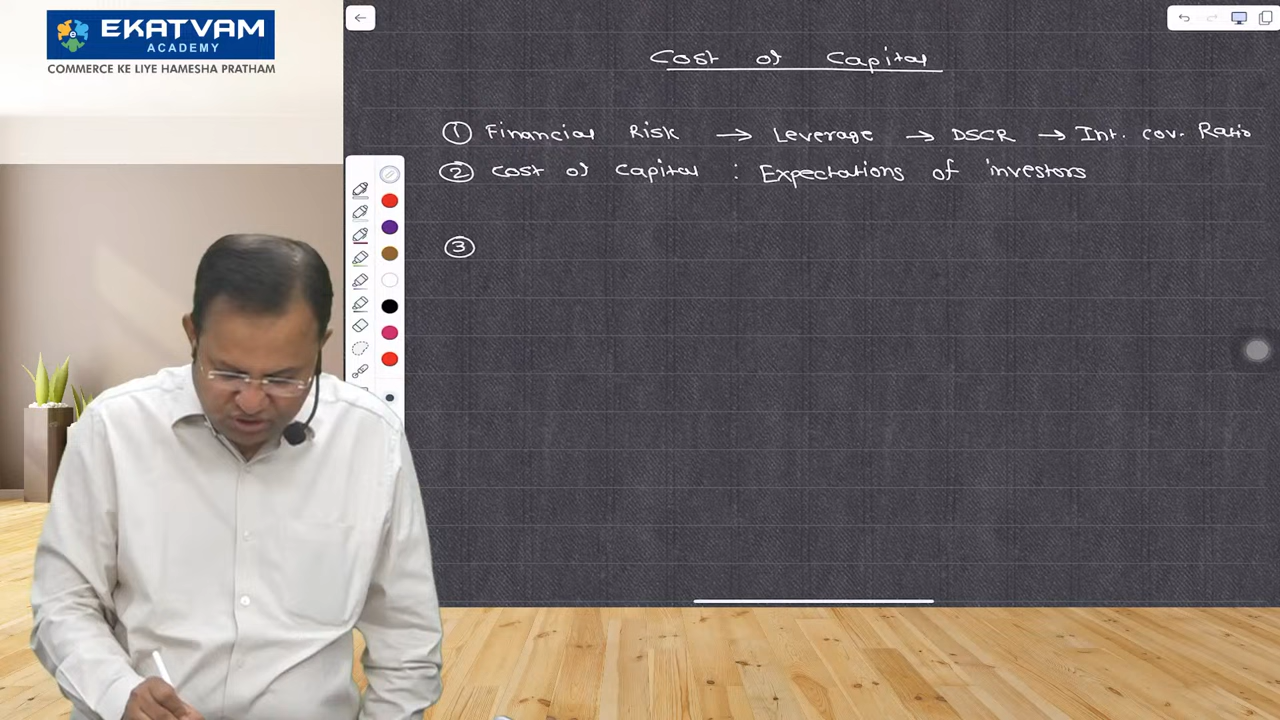 EKATVAM
ACADEMY
COMMERCE KE LIYE HAMESHA PRATHAM
Cost of Capital
① Financial Risk → Leverage → DSCR → Int. cov. Ratio
② Cost of Capital : Expectations of investors
③